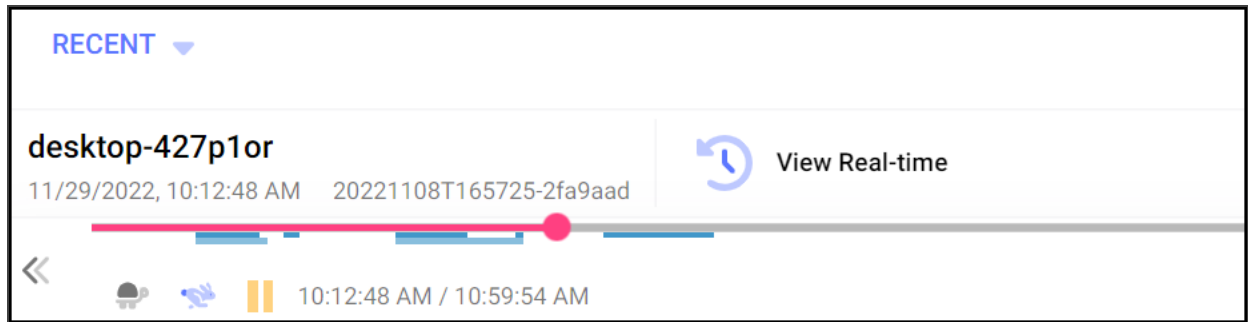 RECENT
desktop-427p1or
11/29/2022, 10:12:48 AM 20221108T165725-2fa9aad
View Real-time
10:12:48 AM / 10:59:54 AM